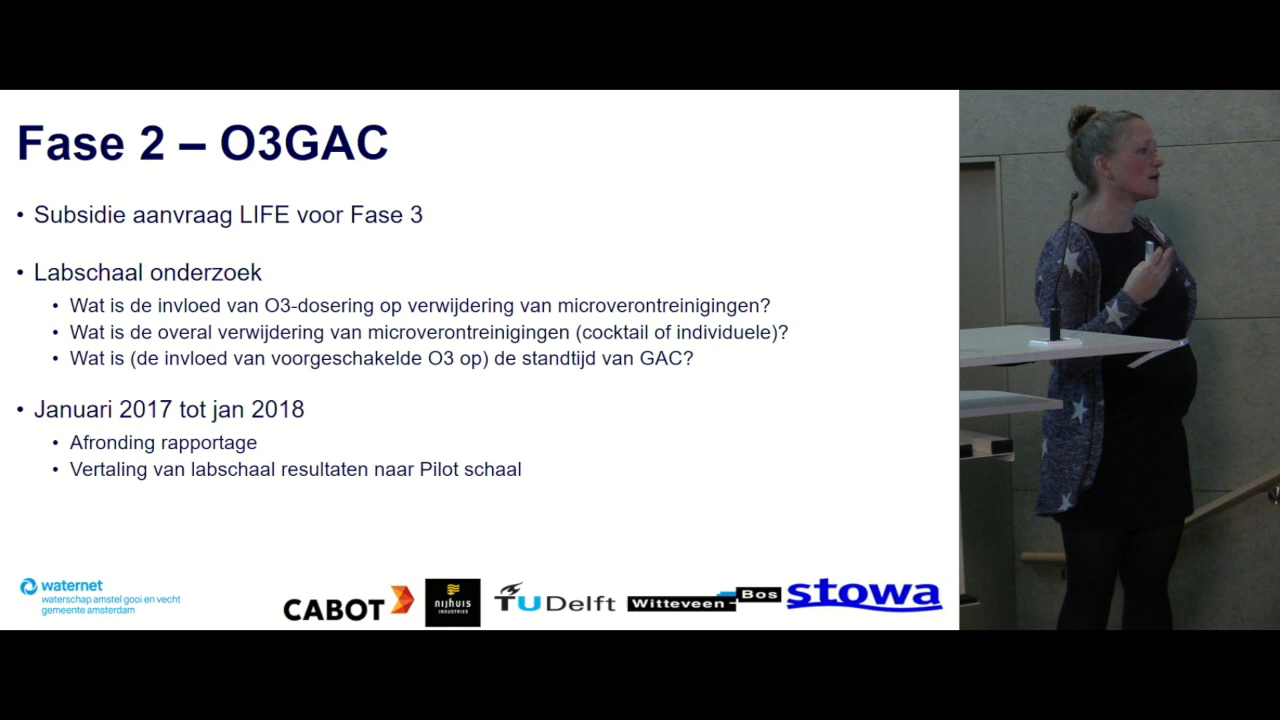 Fase 2 – O3GAC
• Subsidie aanvraag LIFE voor Fase 3
• Labschaal onderzoek
• Wat is de invloed van O3-dosering op verwijdering van microverontreinigingen?
• Wat is de overal verwijdering van microverontreinigingen (cocktail of individuele)?
• Wat is (de invloed van voorgeschakelde O3 op) de standtijd van GAC?
• Januari 2017 tot jan 2018
• Afronding rapportage
• Vertaling van labschaal resultaten naar Pilot schaal
waternet
waterschap amstel gooi en vecht
gemeente amsterdam
CABOT
nijhuis
INDUSTRIES
TU Delft
Witteveen+Bos
stowa